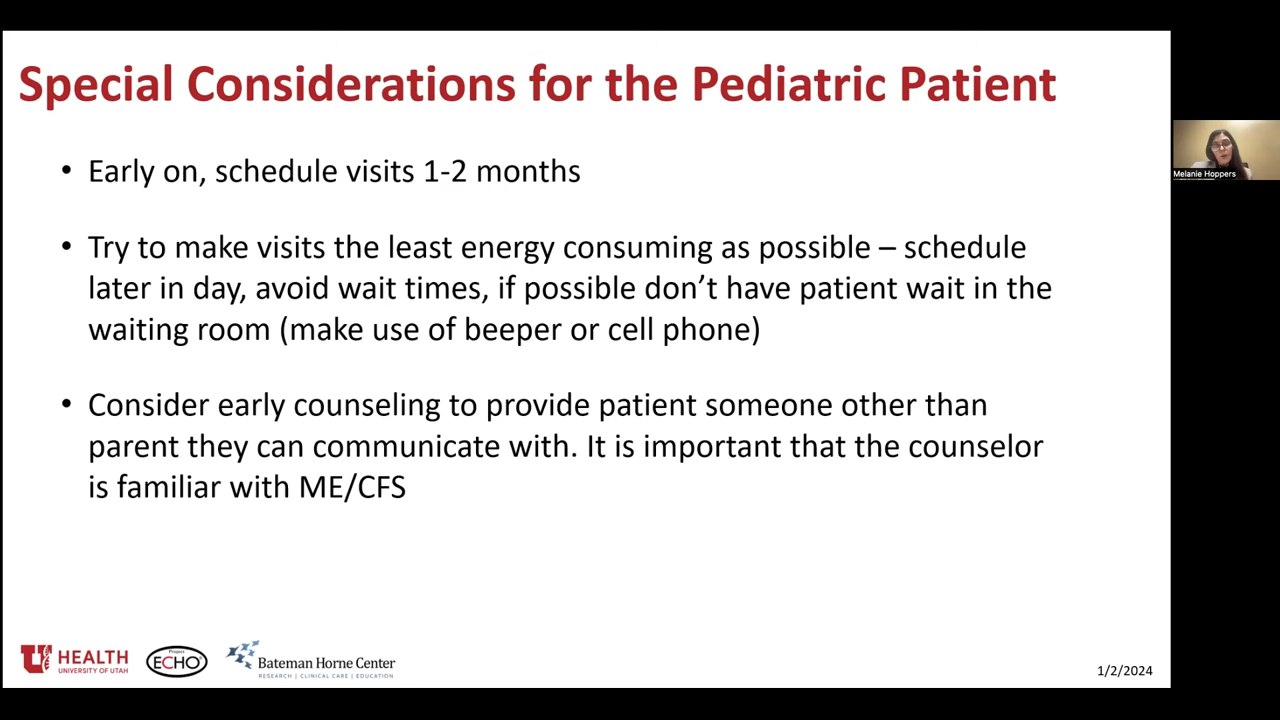 Special Considerations for the Pediatric Patient
• Early on, schedule visits 1-2 months
• Try to make visits the least energy consuming as possible – schedule
later in day, avoid wait times, if possible don’t have patient wait in the
waiting room (make use of beeper or cell phone)
• Consider early counseling to provide patient someone other than
parent they can communicate with. It is important that the counselor
is familiar with ME/CFS
Melanie Hoppers
U HEALTH
UNIVERSITY OF UTAH
Project
ECHO®
Bateman Horne Center
RESEARCH | CLINICAL CARE | EDUCATION
1/2/2024